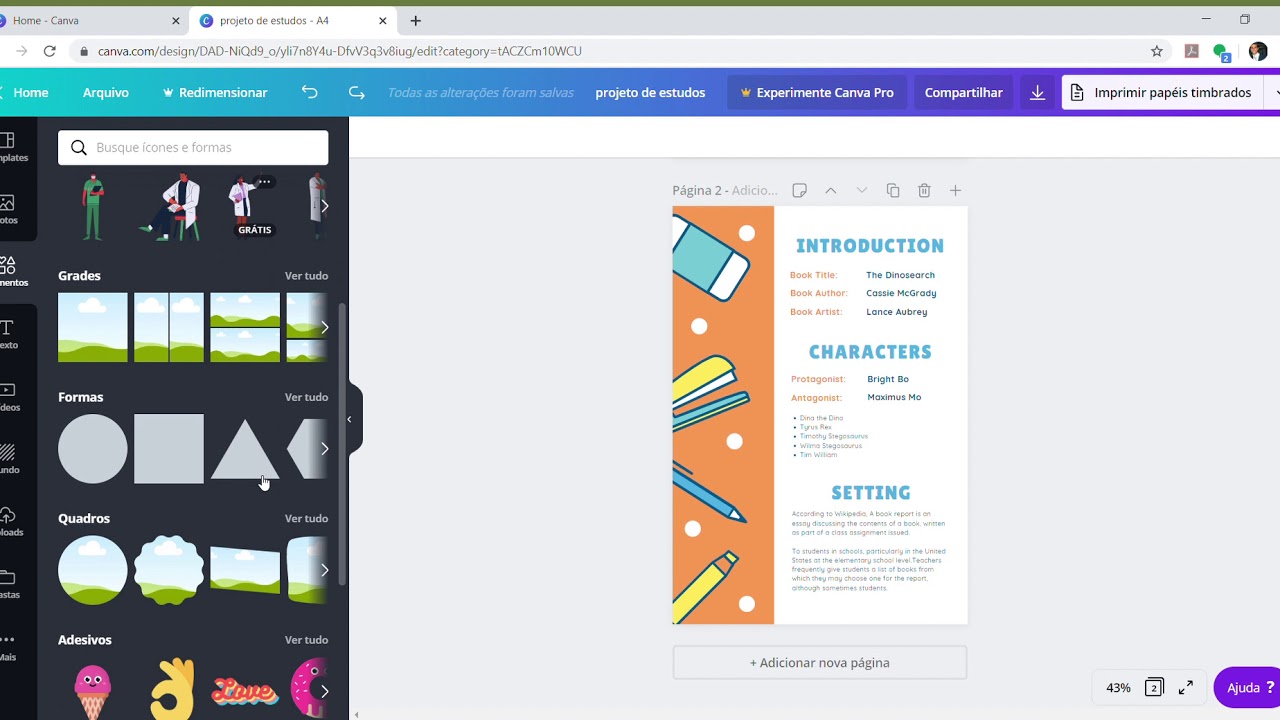 Home - Canva
projeto de estudos - A4
canva.com/design/DAD-NiQd9_o/yli7n8Y4u-DfvV3q3v8iug/edit?category=tACZCm10WCU
2
Home
Arquivo
Redimensionar
Todas as alterações foram salvas
projeto de estudos
Experimente Canva Pro
Compartilhar
Imprimir papéis timbrados
mplates
otos
mentos
exto
ídeos
undo
ploads
astas
Mais
Busque ícones e formas
GRÁTIS
Grades
Ver tudo
Formas
Ver tudo
Quadros
Ver tudo
Adesivos
Ver tudo
Love
Página 2 - Adicio...
INTRODUCTION
Book Title: The Dinosearch
Book Author: Cassie McGrady
Book Artist: Lance Aubrey
CHARACTERS
Protagonist: Bright Bo
Antagonist: Maximus Mo
• Dina the Dino
• Tyrus Rex
• Timothy Stegosaurus
• Wilma Stegosaurus
• Tim William
SETTING
According to Wikipedia, A book report is an
essay discussing the contents of a book, written
as part of a class assignment issued.
To students in schools, particularly in the United
States at the elementary school level.Teachers
frequently give students a list of books from
which they may choose one for the report,
although sometimes students.
+ Adicionar nova página
43%
2
Ajuda ?